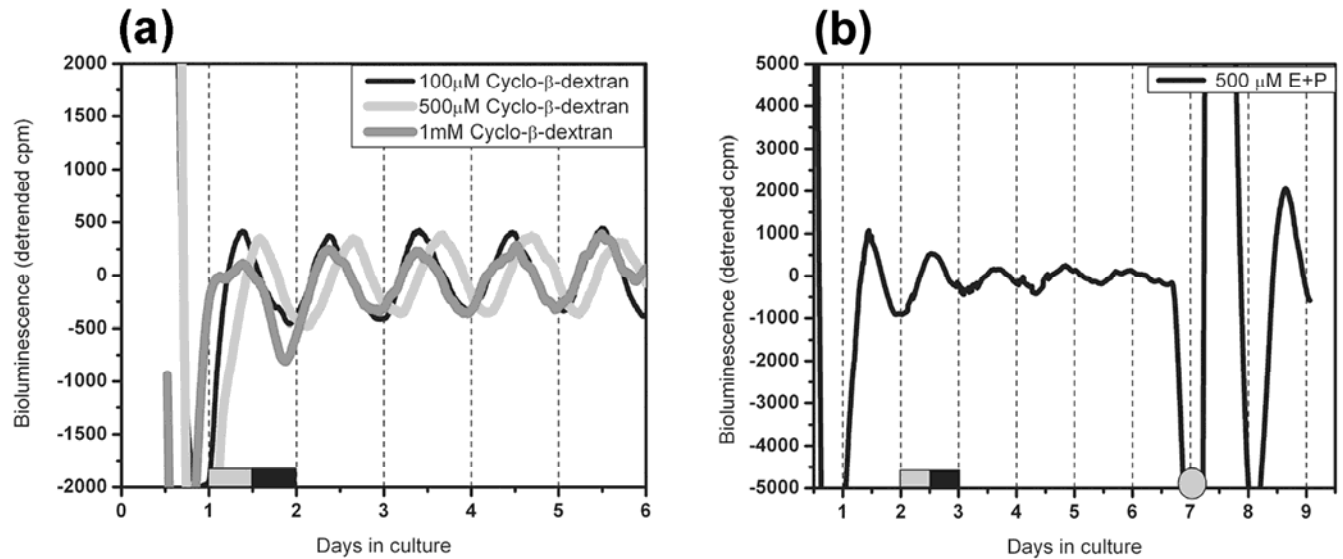 (a)
Bioluminescence (detrended cpm)
2000
1500
1000
500
0
-500
-1000
-1500
-2000
100μM Cyclo-β-dextran
500μM Cyclo-β-dextran
1mM Cyclo-β-dextran
0 1 2 3 4 5 6
Days in culture
(b)
Bioluminescence (detrended cpm)
5000
4000
3000
2000
1000
0
-1000
-2000
-3000
-4000
-5000
500 μM E+P
1 2 3 4 5 6 7 8 9
Days in culture